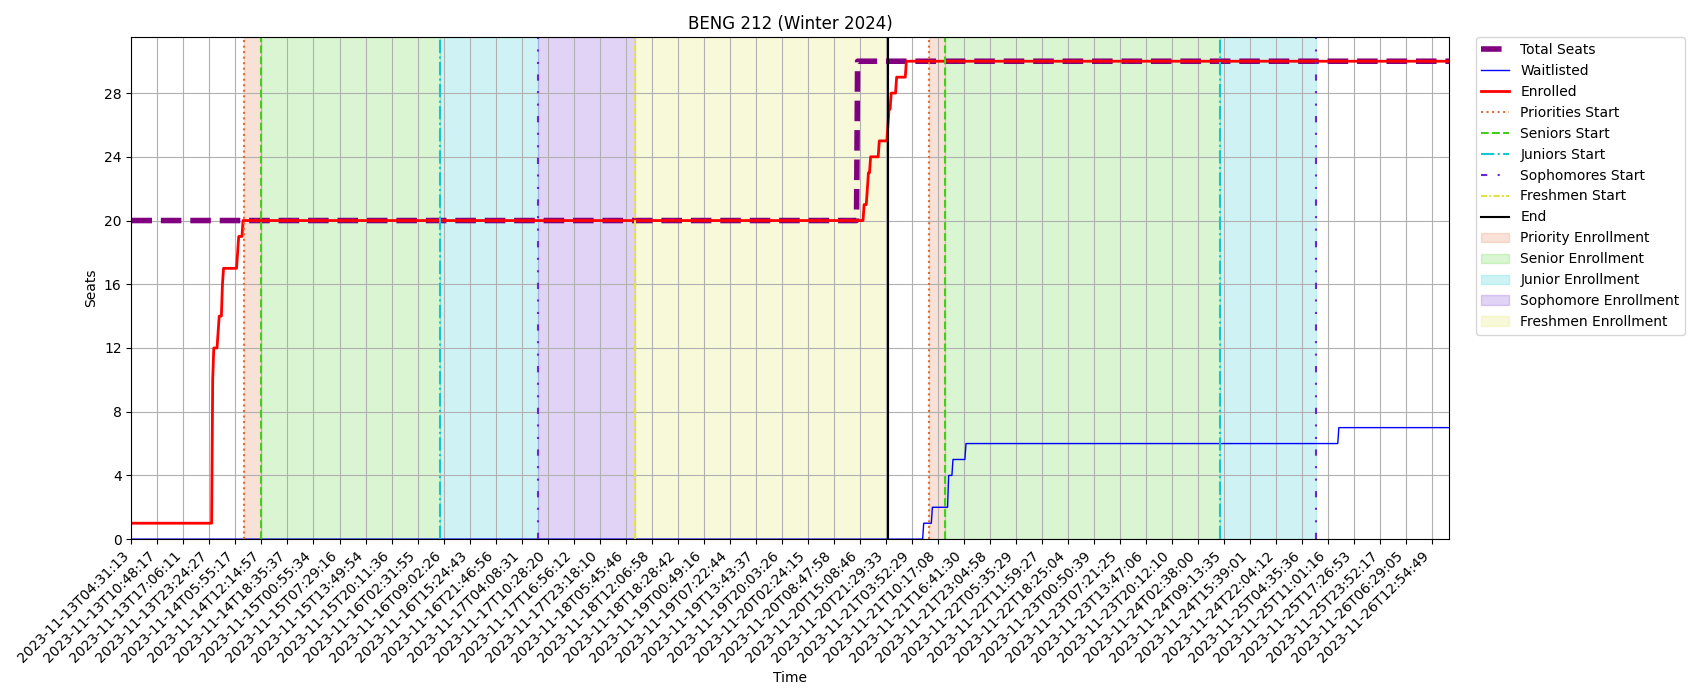 BENG 212 (Winter 2024)
Total Seats
Waitlisted
Enrolled
Priorities Start
Seniors Start
Juniors Start
Sophomores Start
Freshmen Start
End
Priority Enrollment
Senior Enrollment
Junior Enrollment
Sophomore Enrollment
Freshmen Enrollment
Seats
28
24
20
16
12
8
4
0
2023-11-13T04:31:13
2023-11-13T10:48:17
2023-11-13T17:06:11
2023-11-13T23:24:27
2023-11-14T05:55:17
2023-11-14T12:14:57
2023-11-14T18:35:37
2023-11-15T00:55:34
2023-11-15T07:29:16
2023-11-15T13:49:54
2023-11-15T20:11:36
2023-11-16T02:31:55
2023-11-16T09:02:26
2023-11-16T15:24:43
2023-11-16T21:46:56
2023-11-17T04:08:31
2023-11-17T10:28:20
2023-11-17T16:56:12
2023-11-17T23:18:10
2023-11-18T05:45:46
2023-11-18T12:06:58
2023-11-18T18:28:42
2023-11-19T00:49:16
2023-11-19T07:22:44
2023-11-19T13:43:37
2023-11-19T20:03:26
2023-11-20T02:24:15
2023-11-20T08:47:58
2023-11-20T15:08:46
2023-11-20T21:29:33
2023-11-21T03:52:29
2023-11-21T10:17:08
2023-11-21T16:41:30
2023-11-21T23:04:58
2023-11-22T05:35:29
2023-11-22T11:59:27
2023-11-22T18:25:04
2023-11-23T00:50:39
2023-11-23T07:21:25
2023-11-23T13:47:06
2023-11-23T20:12:10
2023-11-24T02:38:00
2023-11-24T09:13:35
2023-11-24T15:39:01
2023-11-24T22:04:12
2023-11-25T04:35:36
2023-11-25T11:01:16
2023-11-25T17:26:53
2023-11-25T23:52:17
2023-11-26T06:29:05
2023-11-26T12:54:49
Time